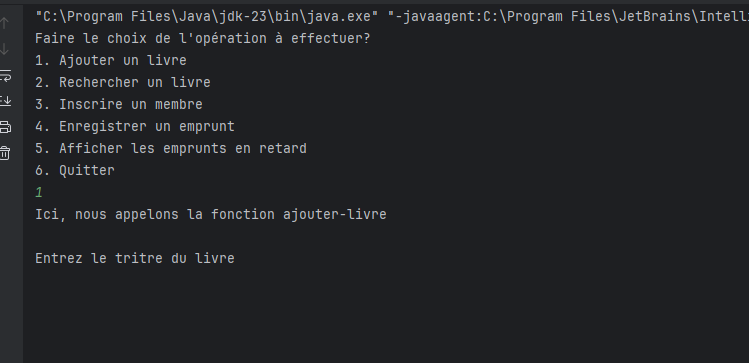 "C:\Program Files\Java\jdk-23\bin\java.exe" "-javaagent:C:\Program Files\JetBrains\Intell
Faire le choix de l'opération à effectuer?
1. Ajouter un livre
2. Rechercher un livre
3. Inscrire un membre
4. Enregistrer un emprunt
5. Afficher les emprunts en retard
6. Quitter
1
Ici, nous appelons la fonction ajouter-livre
Entrez le tritre du livre